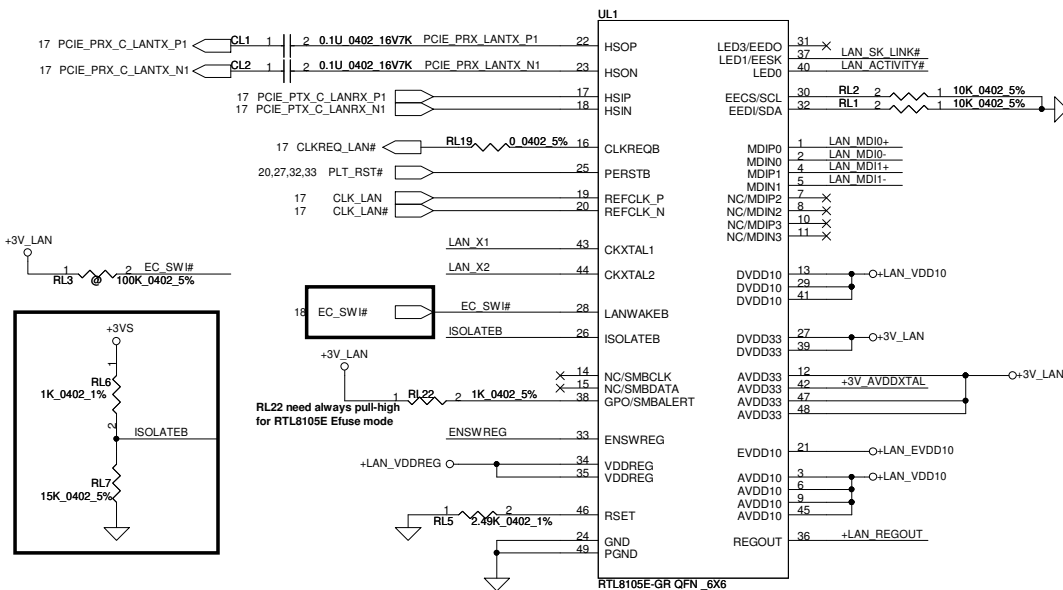 UL1
17 PCIE_PRX_C_LANTX_P1 CL1 1 2 0.1U_0402_16V7K PCIE_PRX_LANTX_P1 22 HSOP
17 PCIE_PRX_C_LANTX_N1 CL2 1 2 0.1U_0402_16V7K PCIE_PRX_LANTX_N1 23 HSON
17 PCIE_PTX_C_LANRX_P1 17 HSIP
17 PCIE_PTX_C_LANRX_N1 18 HSIN
17 CLKREQ_LAN# RL19 0_0402_5% 16 CLKREQB
20,27,32,33 PLT_RST# 25 PERSTB
17 CLK_LAN 19 REFCLK_P
17 CLK_LAN# 20 REFCLK_N
LAN_X1 43 CKXTAL1
LAN_X2 44 CKXTAL2
18 EC_SWI# EC_SWI# 28 LANWAKEB
ISOLATEB 26 ISOLATEB
+3V_LAN
14 NC/SMBCLK
15 NC/SMBDATA
1 RL22 2 1K_0402_5% 38 GPO/SMBALERT
RL22 need always pull-high
for RTL8105E Efuse mode
ENSWREG 33 ENSWREG
+LAN_VDDREG 34 VDDREG
35 VDDREG
1 RL5 2 2.49K_0402_1% 46 RSET
24 GND
49 PGND
RTL8105E-GR QFN _6X6
+3V_LAN
1 2 EC_SWI#
RL3 @ 100K_0402_5%
+3VS
1
RL6
1K_0402_1%
2
ISOLATEB
RL7
15K_0402_5%
LED3/EEDO 31
LED1/EESK 37 LAN_SK_LINK#
LED0 40 LAN_ACTIVITY#
EECS/SCL 30 RL2 2 1 10K_0402_5%
EEDI/SDA 32 RL1 2 1 10K_0402_5%
MDIP0 1 LAN_MDI0+
MDIN0 2 LAN_MDI0-
MDIP1 4 LAN_MDI1+
MDIN1 5 LAN_MDI1-
NC/MDIP2 7
NC/MDIN2 8
NC/MDIP3 10
NC/MDIN3 11
DVDD10 13 +LAN_VDD10
DVDD10 29
DVDD10 41
DVDD33 27 +3V_LAN
DVDD33 39
AVDD33 12 +3V_LAN
AVDD33 42 +3V_AVDDXTAL
AVDD33 47
AVDD33 48
EVDD10 21 +LAN_EVDD10
AVDD10 3 +LAN_VDD10
AVDD10 6
AVDD10 9
AVDD10 45
REGOUT 36 +LAN_REGOUT